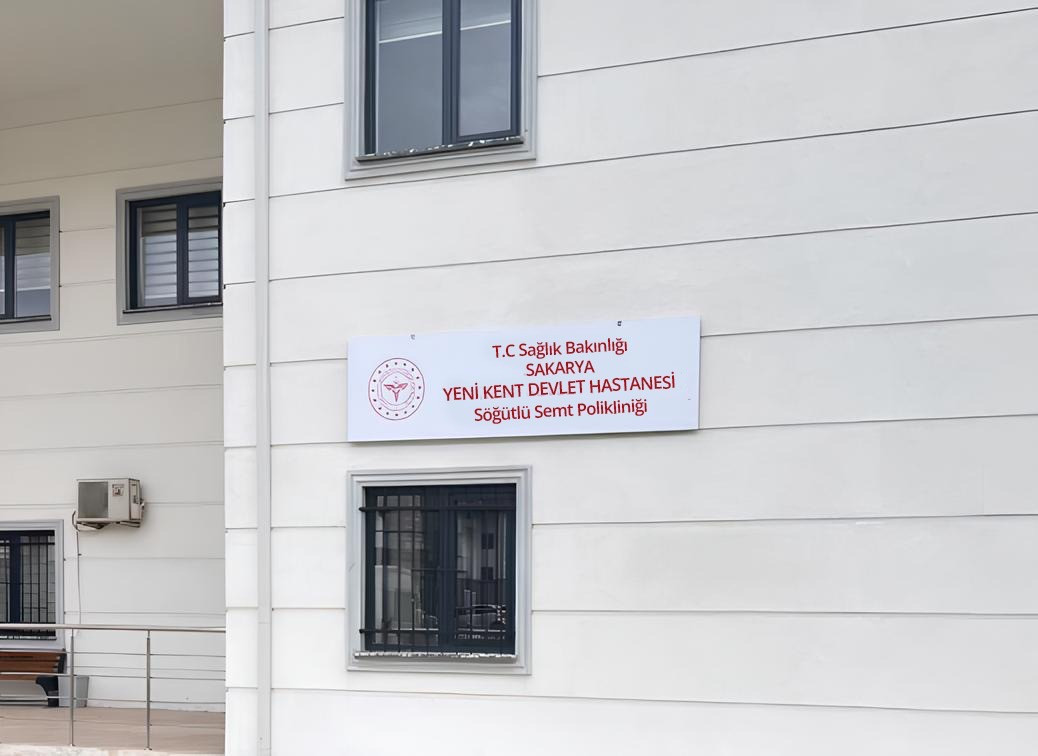 T.C Sağlık Bakınlığı
SAKARYA
YENİ KENT DEVLET HASTANESİ
Söğütlü Semt Polikliniği